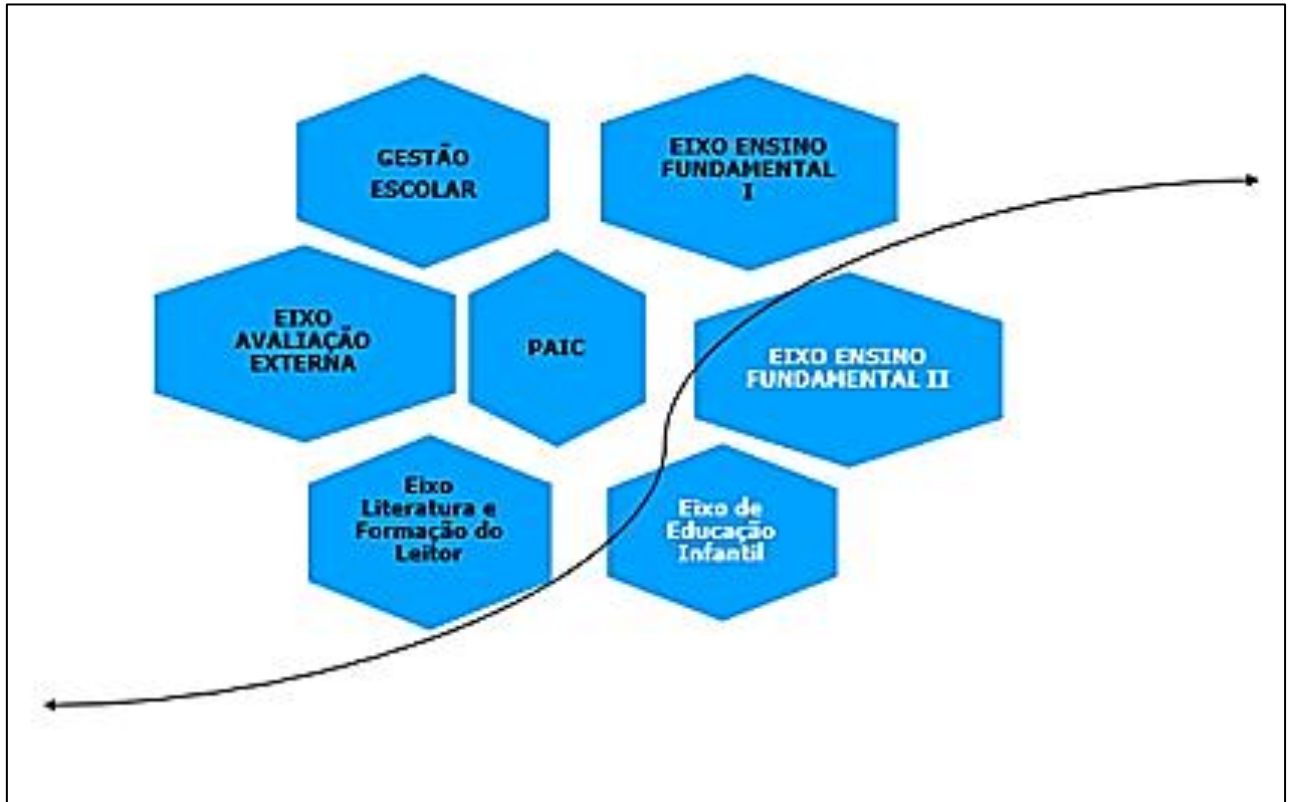 GESTÃO
ESCOLAR
EIXO ENSINO
FUNDAMENTAL
I
EIXO
AVALIAÇÃO
EXTERNA
PAIC
EIXO ENSINO
FUNDAMENTAL II
Eixo
Literatura e
Formação do
Leitor
Eixo de
Educação
Infantil